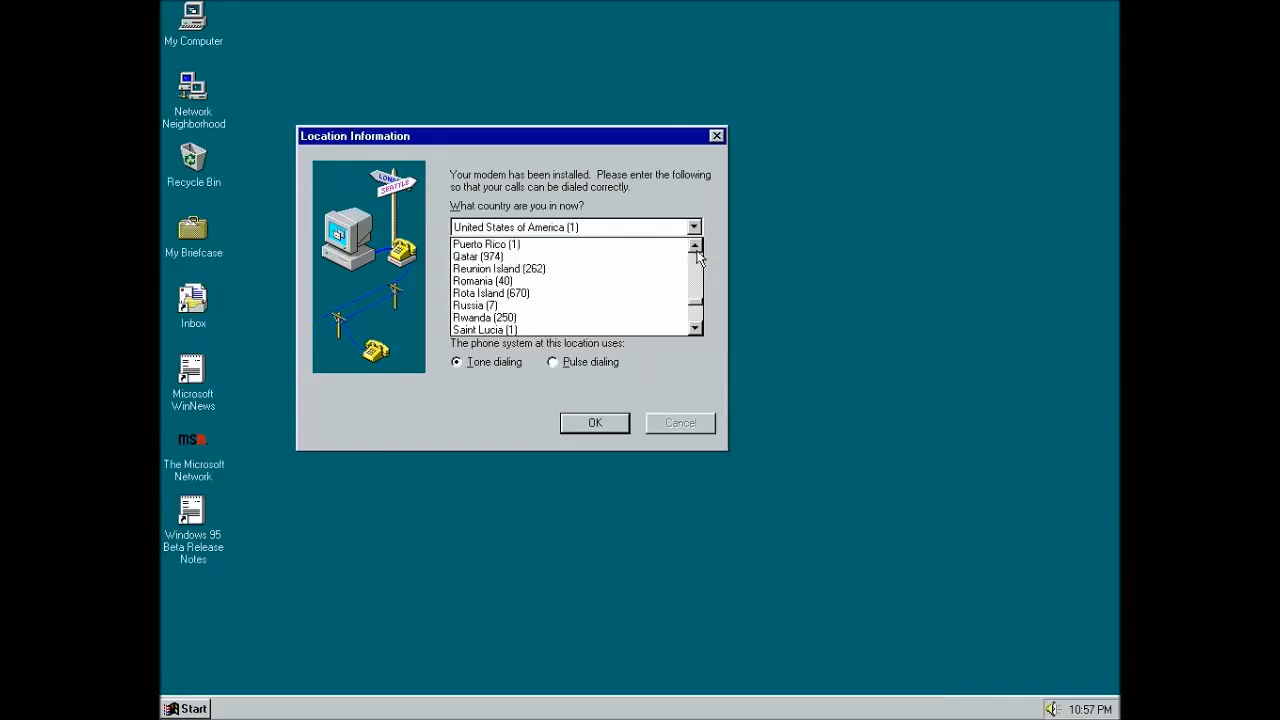 My Computer
Network
Neighborhood
Recycle Bin
My Briefcase
Inbox
Microsoft
WinNews
msn.
The Microsoft
Network
Windows 95
Beta Release
Notes
Location Information
SEATTLE
Your modem has been installed. Please enter the following
so that your calls can be dialed correctly.
What country are you in now?
United States of America (1)
Puerto Rico (1)
Qatar (974)
Reunion Island (262)
Romania (40)
Rota Island (670)
Russia (7)
Rwanda (250)
Saint Lucia (1)
The phone system at this location uses:
Tone dialing
Pulse dialing
OK
Cancel
Start
10:57 PM